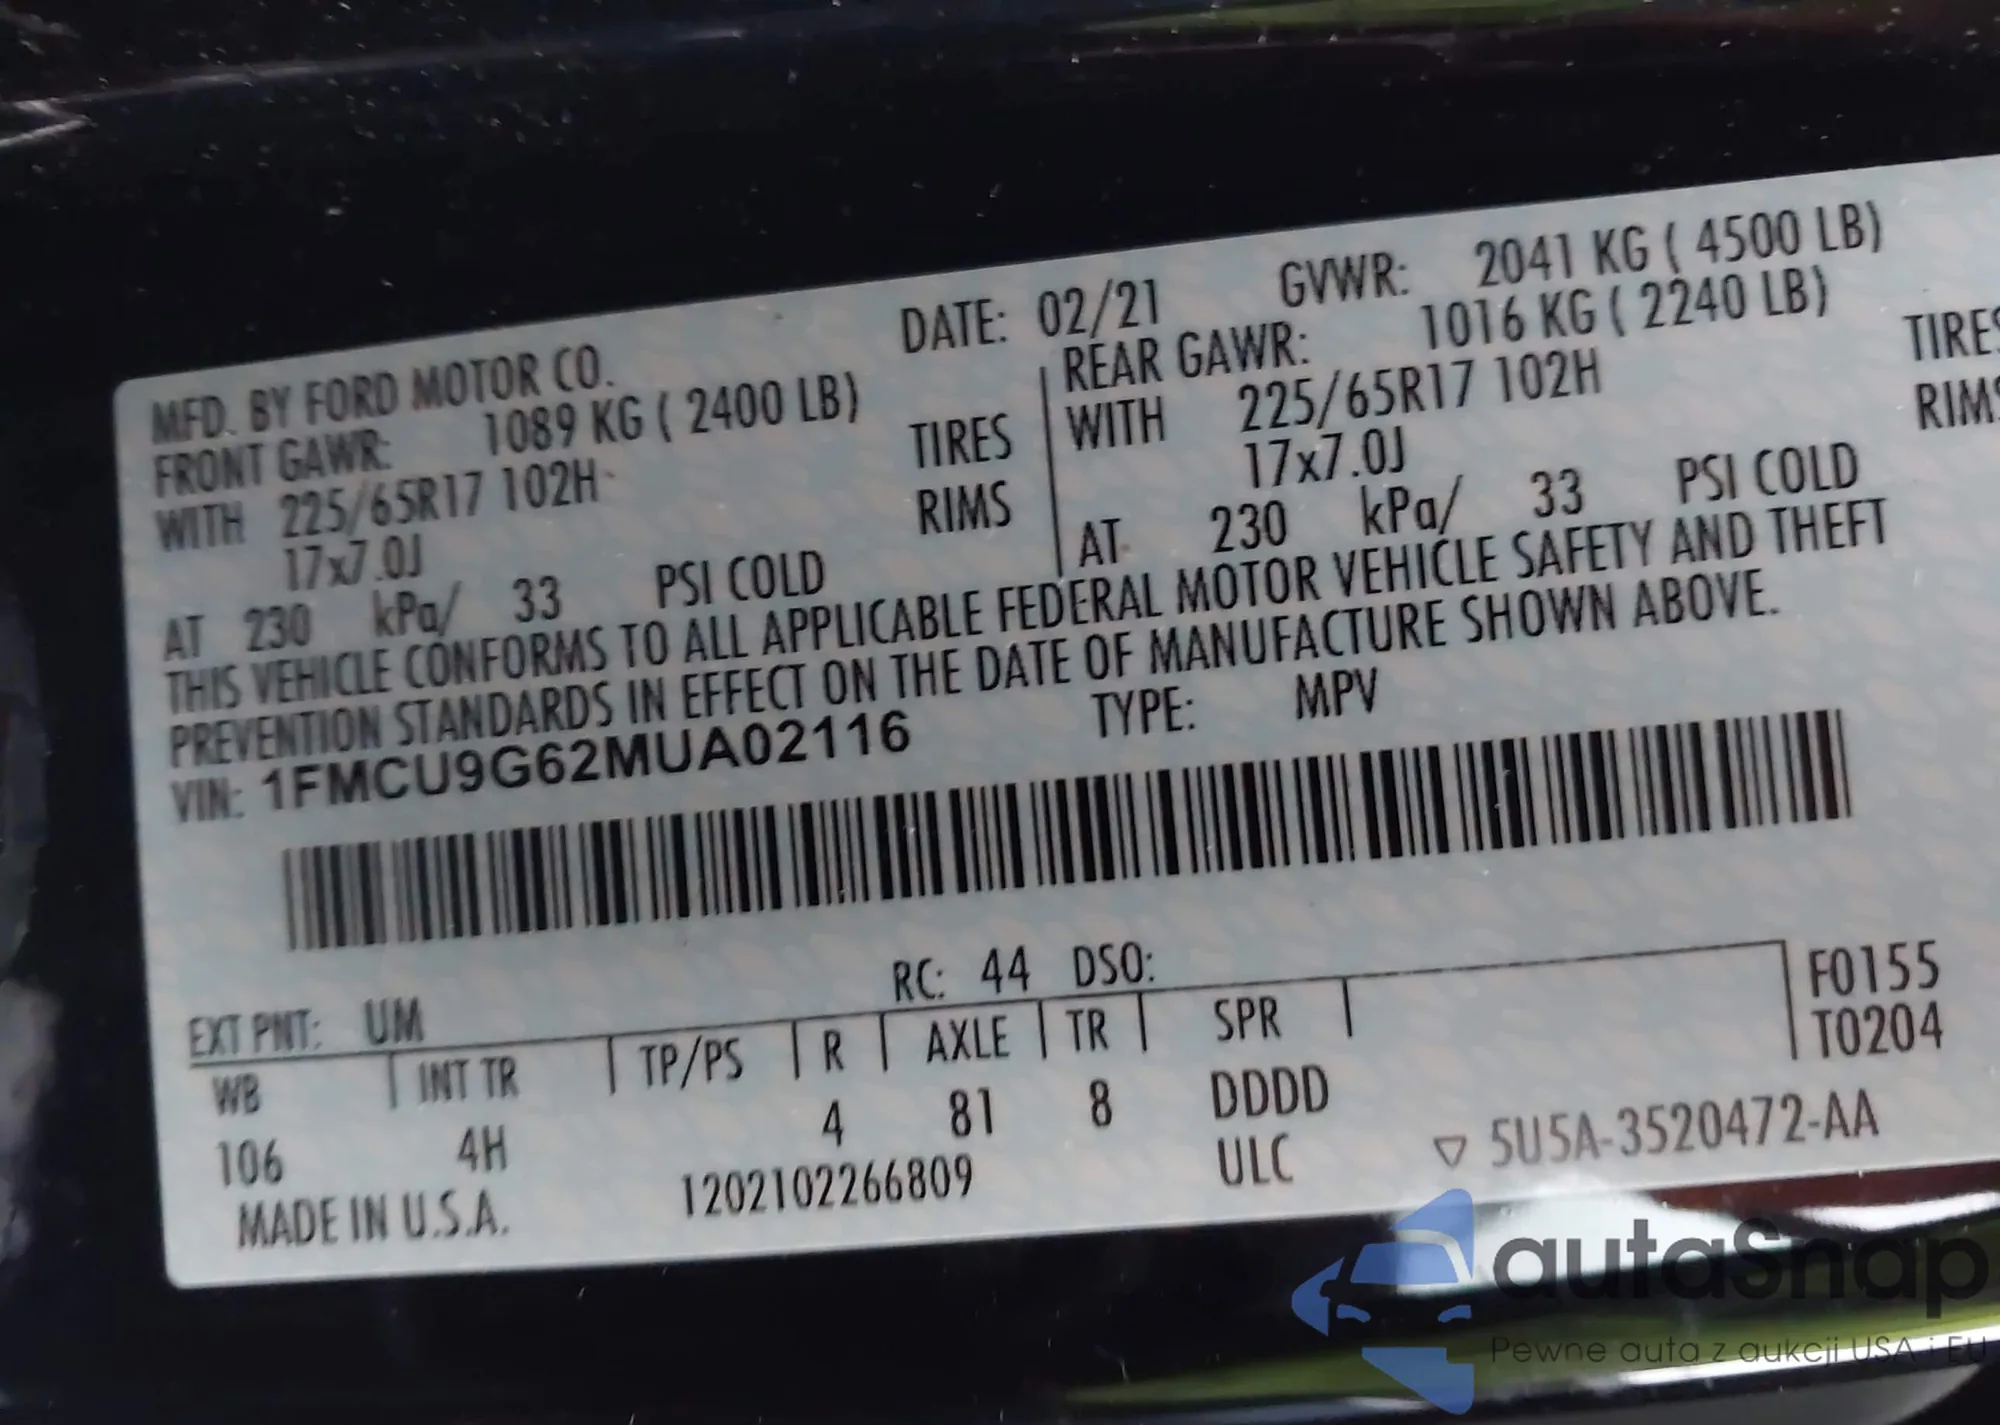 MFD. BY FORD MOTOR CO. DATE: 02/21 GVWR: 2041 KG ( 4500 LB)
FRONT GAWR: 1089 KG ( 2400 LB) REAR GAWR: 1016 KG ( 2240 LB)
WITH 225/65R17 102H TIRES WITH 225/65R17 102H TIRES
17x7.0J RIMS 17x7.0J RIMS
AT 230 kPa/ 33 PSI COLD AT 230 kPa/ 33 PSI COLD
THIS VEHICLE CONFORMS TO ALL APPLICABLE FEDERAL MOTOR VEHICLE SAFETY AND THEFT
PREVENTION STANDARDS IN EFFECT ON THE DATE OF MANUFACTURE SHOWN ABOVE.
VIN: 1FMCU9G62MUA02116 TYPE: MPV
EXT PNT: UM RC: 44 DSO: F0155
WB INT TR TP/PS R AXLE TR SPR T0204
106 4H 4 81 8 DDDD
MADE IN U.S.A. 1202102266809 ULC ▽ 5U5A-3520472-AA
autaSnap
Pewne auta z aukcji USA i EU